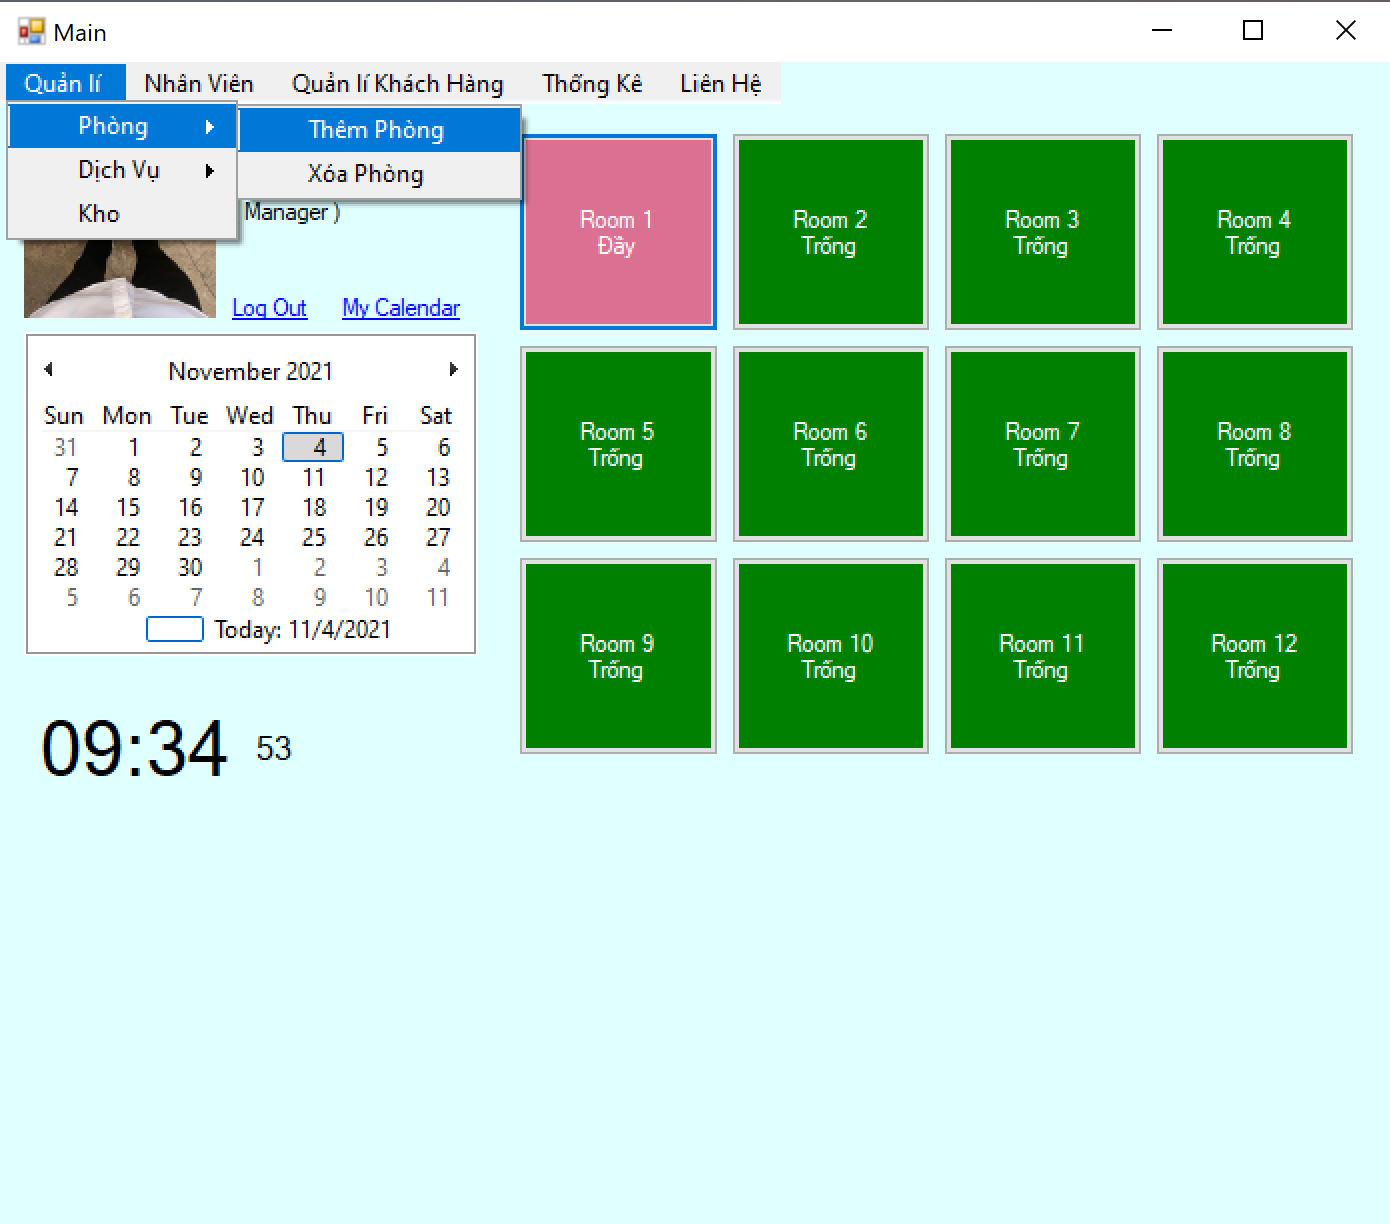 Main
Quản lí Nhân Viên Quản lí Khách Hàng Thống Kê Liên Hệ
Phòng
Dịch Vụ
Kho
Thêm Phòng
Xóa Phòng
Manager )
Log Out My Calendar
November 2021
Sun Mon Tue Wed Thu Fri Sat
31 1 2 3 4 5 6
7 8 9 10 11 12 13
14 15 16 17 18 19 20
21 22 23 24 25 26 27
28 29 30 1 2 3 4
5 6 7 8 9 10 11
Today: 11/4/2021
09:34 53
Room 1
Đầy
Room 2
Trống
Room 3
Trống
Room 4
Trống
Room 5
Trống
Room 6
Trống
Room 7
Trống
Room 8
Trống
Room 9
Trống
Room 10
Trống
Room 11
Trống
Room 12
Trống